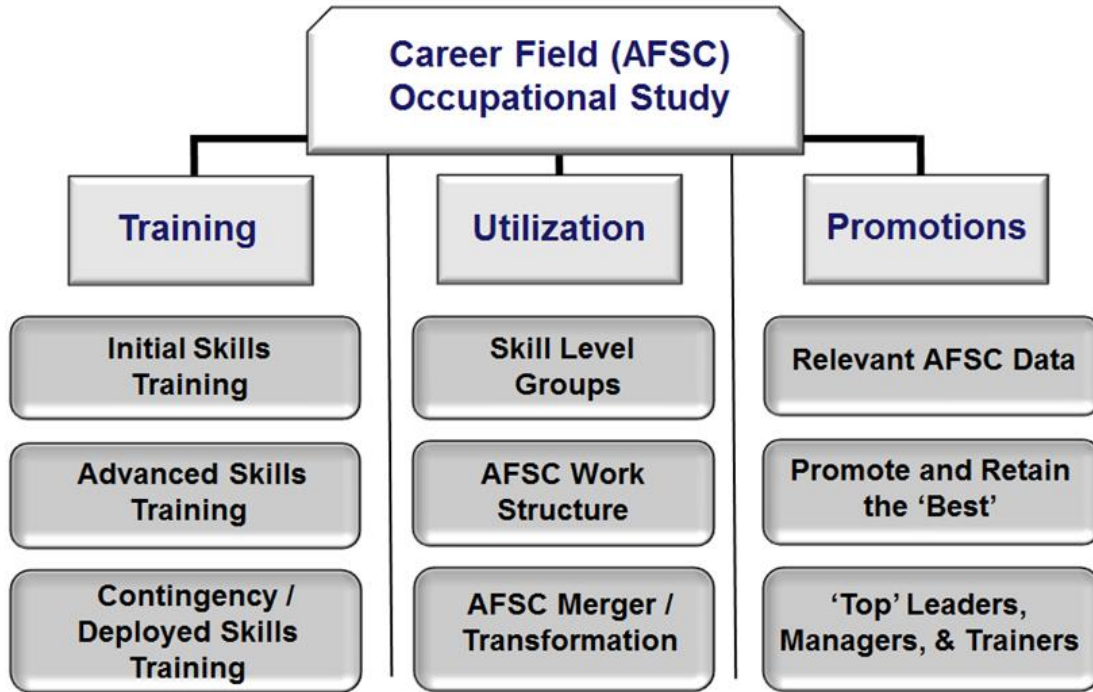 Career Field (AFSC)
Occupational Study
Training
Initial Skills
Training
Advanced Skills
Training
Contingency /
Deployed Skills
Training
Utilization
Skill Level
Groups
AFSC Work
Structure
AFSC Merger /
Transformation
Promotions
Relevant AFSC Data
Promote and Retain
the ‘Best’
‘Top’ Leaders,
Managers, & Trainers